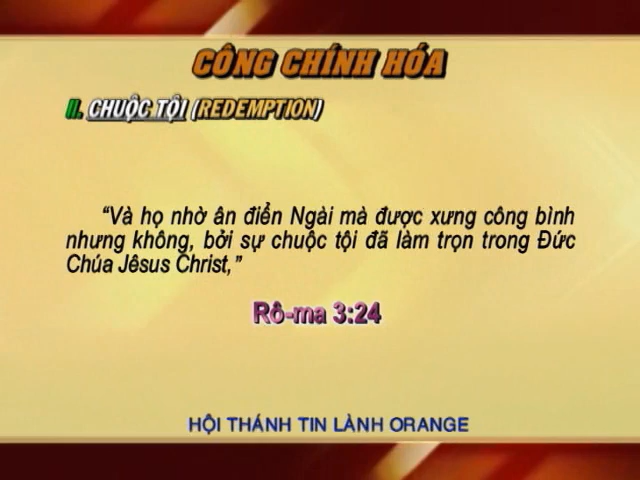 CÔNG CHÍNH HÓA
II. CHUỘC TỘI (REDEMPTION)
“Và họ nhờ ân điển Ngài mà được xưng công bình
nhưng không, bởi sự chuộc tội đã làm trọn trong Đức
Chúa Jêsus Christ,”
Rô-ma 3:24
HỘI THÁNH TIN LÀNH ORANGE